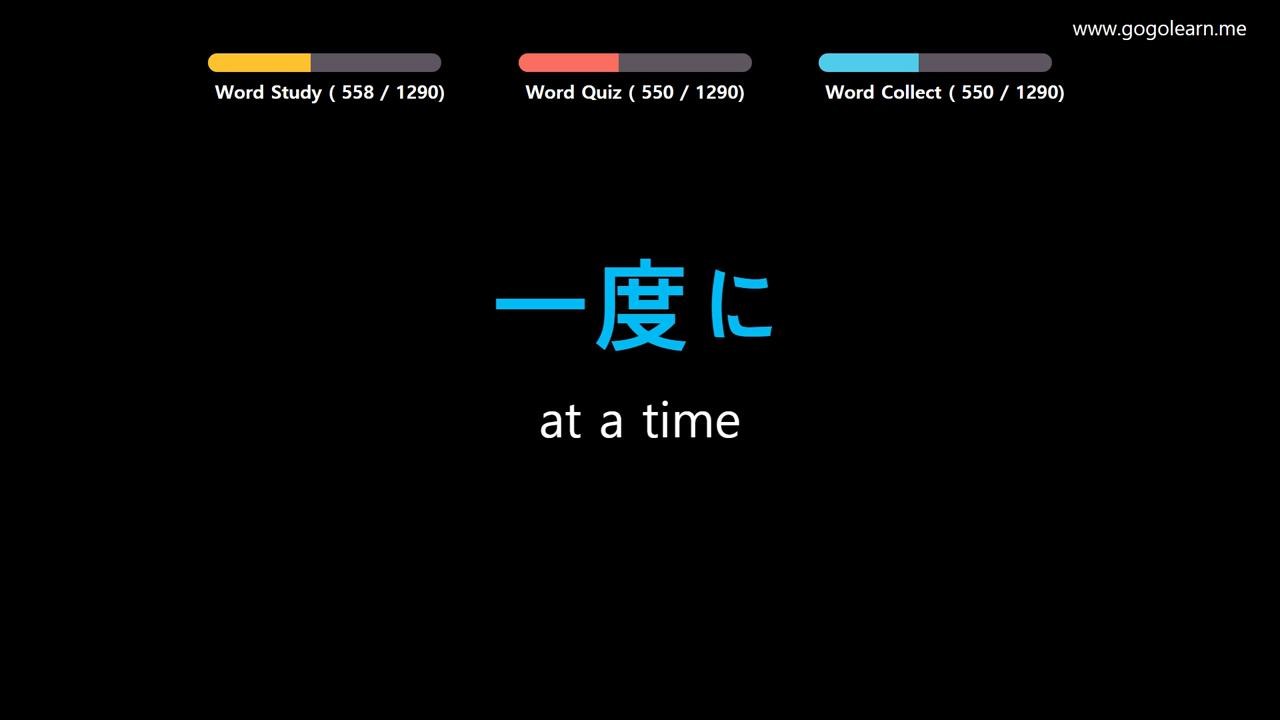 www.gogolearn.me
Word Study ( 558 / 1290)
Word Quiz ( 550 / 1290)
Word Collect ( 550 / 1290)
一度に
at a time